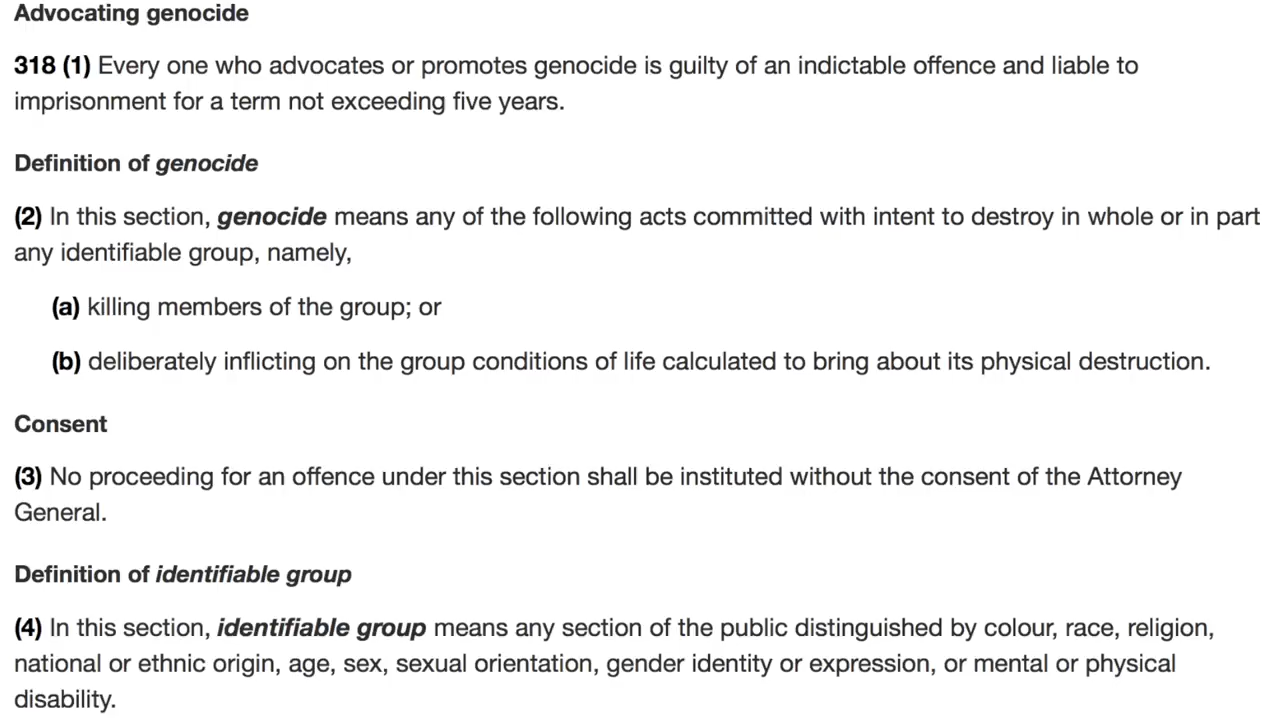 Advocating genocide
318 (1) Every one who advocates or promotes genocide is guilty of an indictable offence and liable to
imprisonment for a term not exceeding five years.
Definition of genocide
(2) In this section, genocide means any of the following acts committed with intent to destroy in whole or in part
any identifiable group, namely,
(a) killing members of the group; or
(b) deliberately inflicting on the group conditions of life calculated to bring about its physical destruction.
Consent
(3) No proceeding for an offence under this section shall be instituted without the consent of the Attorney
General.
Definition of identifiable group
(4) In this section, identifiable group means any section of the public distinguished by colour, race, religion,
national or ethnic origin, age, sex, sexual orientation, gender identity or expression, or mental or physical
disability.